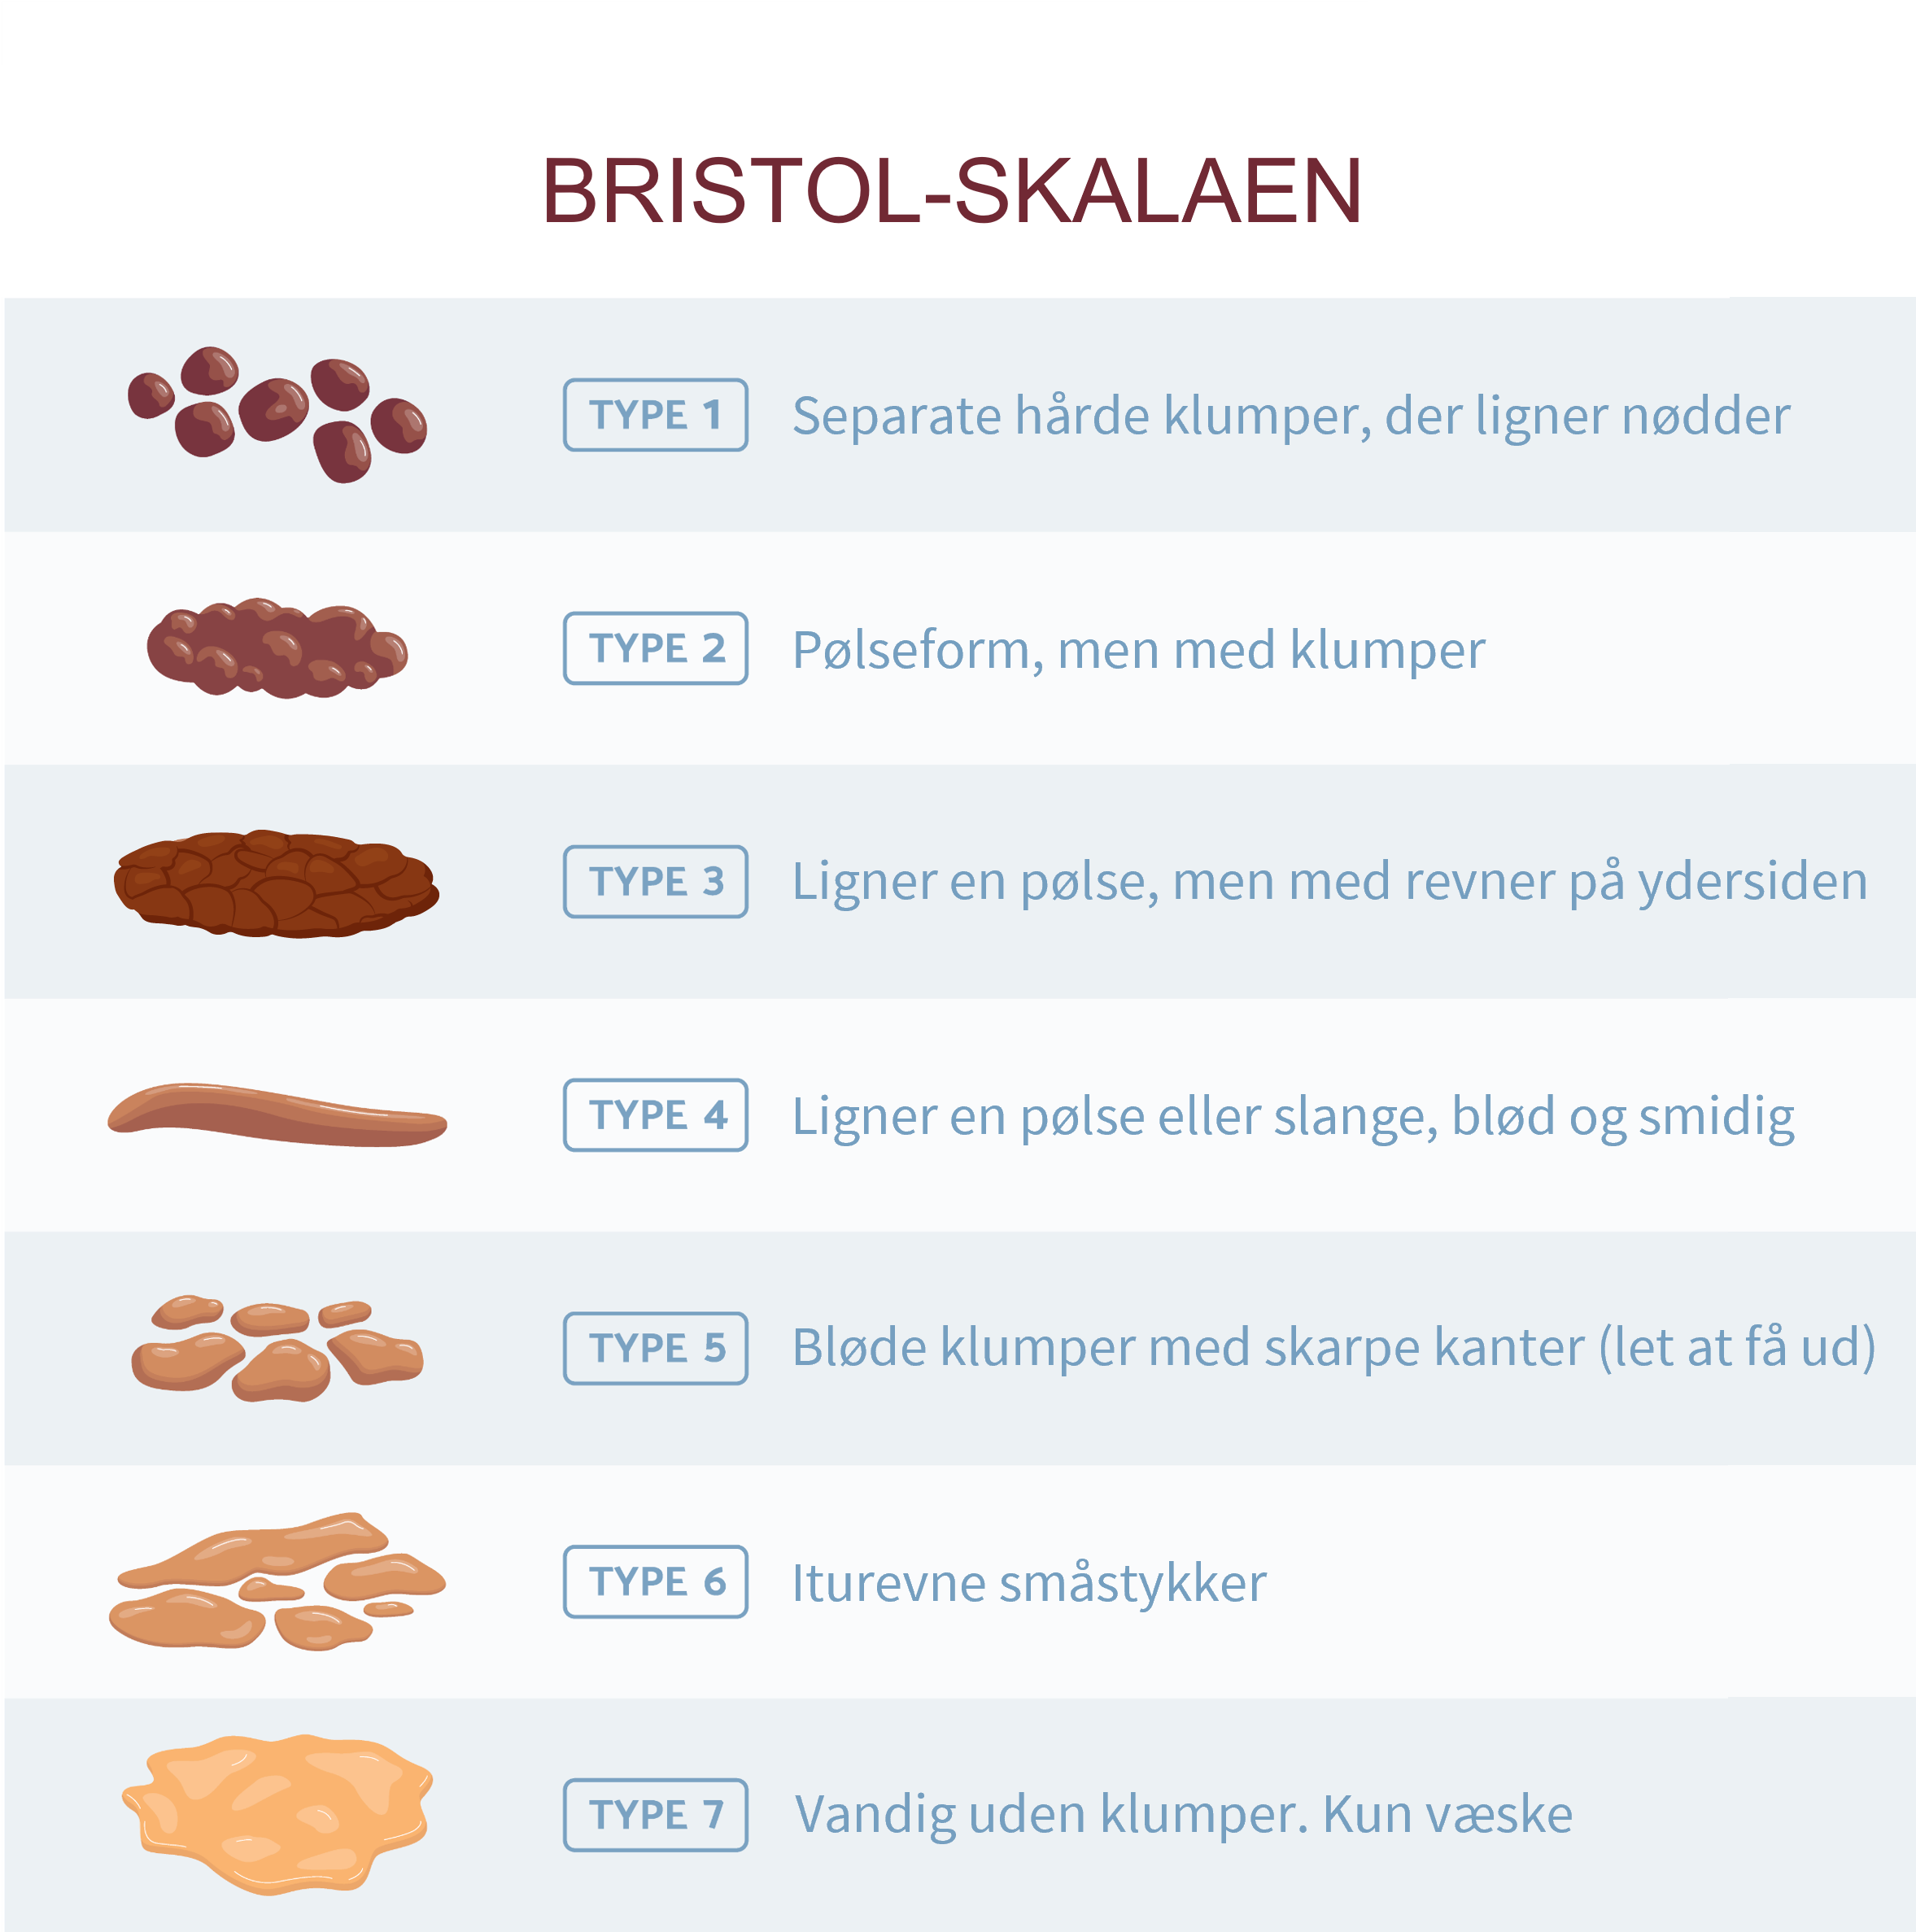 BRISTOL-SKALAEN
TYPE 1 Separate hårde klumper, der ligner nødder
TYPE 2 Pølseform, men med klumper
TYPE 3 Ligner en pølse, men med revner på ydersiden
TYPE 4 Ligner en pølse eller slange, blød og smidig
TYPE 5 Bløde klumper med skarpe kanter (let at få ud)
TYPE 6 Iturevne småstykker
TYPE 7 Vandig uden klumper. Kun væske